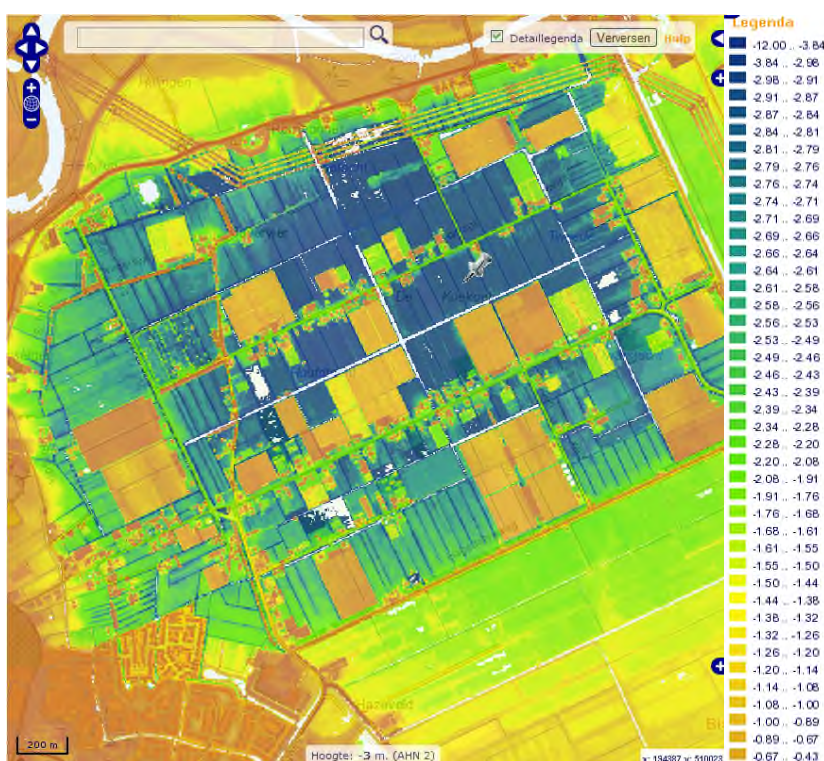 Legenda
Detaillegenda Verversen Hulp
-12.00 .. -3.84
-3.84 .. -2.98
-2.98 .. -2.91
-2.91 .. -2.87
-2.87 .. -2.84
-2.84 .. -2.81
-2.81 .. -2.79
-2.79 .. -2.76
-2.76 .. -2.74
-2.74 .. -2.71
-2.71 .. -2.69
-2.69 .. -2.66
-2.66 .. -2.64
-2.64 .. -2.61
-2.61 .. -2.58
-2.58 .. -2.56
-2.56 .. -2.53
-2.53 .. -2.49
-2.49 .. -2.46
-2.46 .. -2.43
-2.43 .. -2.39
-2.39 .. -2.34
-2.34 .. -2.28
-2.28 .. -2.20
-2.20 .. -2.08
-2.08 .. -1.91
-1.91 .. -1.76
-1.76 .. -1.68
-1.68 .. -1.61
-1.61 .. -1.55
-1.55 .. -1.50
-1.50 .. -1.44
-1.44 .. -1.38
-1.38 .. -1.32
-1.32 .. -1.26
-1.26 .. -1.20
-1.20 .. -1.14
-1.14 .. -1.08
-1.08 .. -1.00
-1.00 .. -0.89
-0.89 .. -0.67
-0.67 .. -0.43
De Koekoek
Hazeveld
200 m
Hoogte: -3 m. (AHN 2)
x: 194387 y: 510023